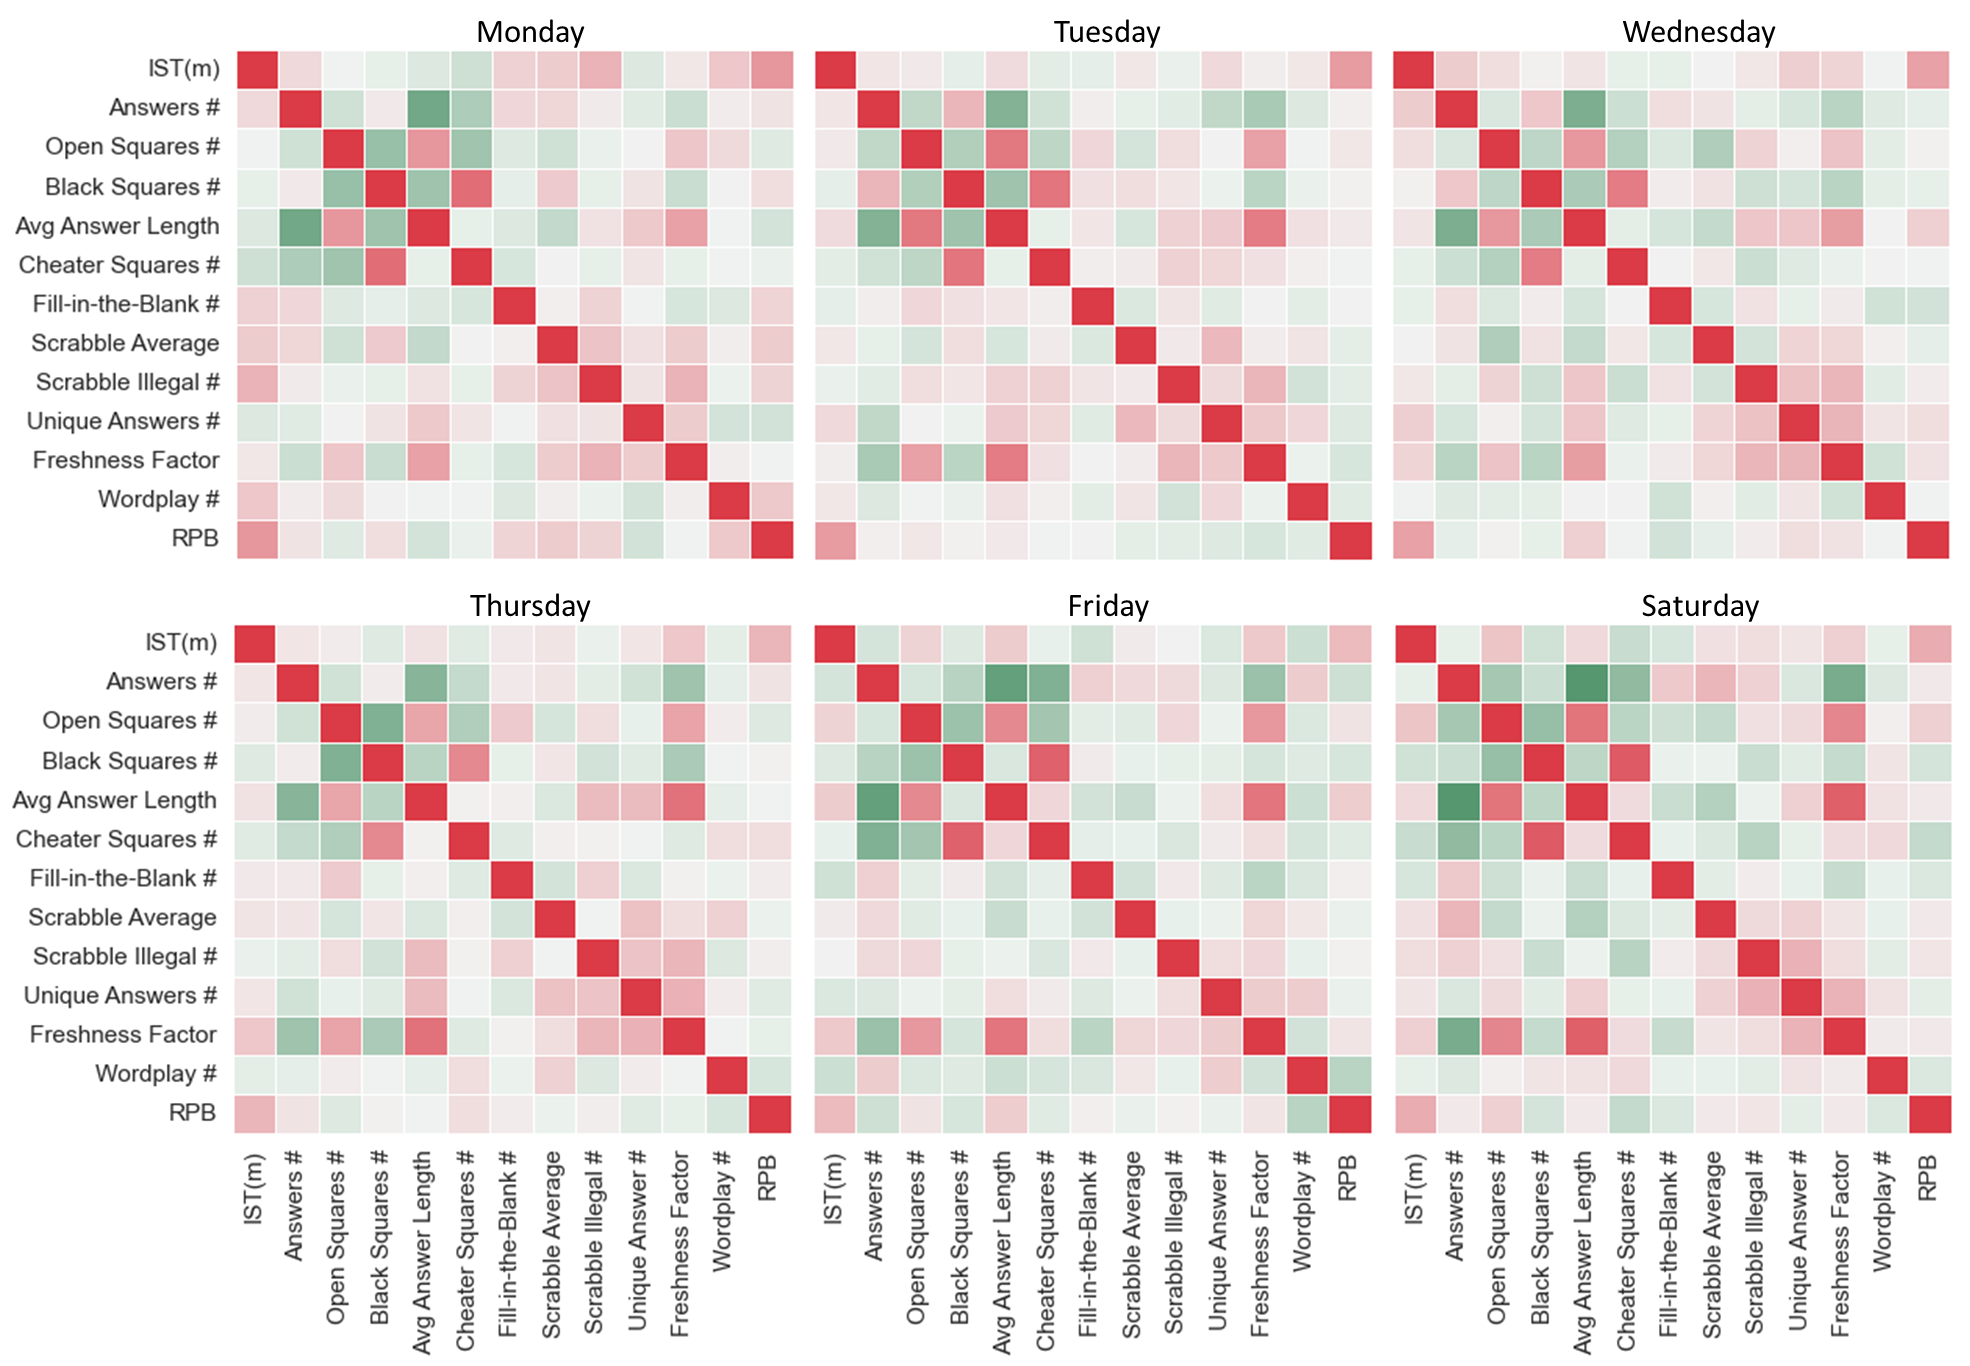 Monday Tuesday Wednesday
IST(m)
Answers #
Open Squares #
Black Squares #
Avg Answer Length
Cheater Squares #
Fill-in-the-Blank #
Scrabble Average
Scrabble Illegal #
Unique Answers #
Freshness Factor
Wordplay #
RPB
Thursday Friday Saturday
IST(m)
Answers #
Open Squares #
Black Squares #
Avg Answer Length
Cheater Squares #
Fill-in-the-Blank #
Scrabble Average
Scrabble Illegal #
Unique Answers #
Freshness Factor
Wordplay #
RPB
IST(m)
Answers #
Open Squares #
Black Squares #
Avg Answer Length
Cheater Squares #
Fill-in-the-Blank #
Scrabble Average
Scrabble Illegal #
Unique Answer #
Freshness Factor
Wordplay #
RPB
IST(m)
Answers #
Open Squares #
Black Squares #
Avg Answer Length
Cheater Squares #
Fill-in-the-Blank #
Scrabble Average
Scrabble Illegal #
Unique Answer #
Freshness Factor
Wordplay #
RPB
IST(m)
Answers #
Open Squares #
Black Squares #
Avg Answer Length
Cheater Squares #
Fill-in-the-Blank #
Scrabble Average
Scrabble Illegal #
Unique Answer #
Freshness Factor
Wordplay #
RPB